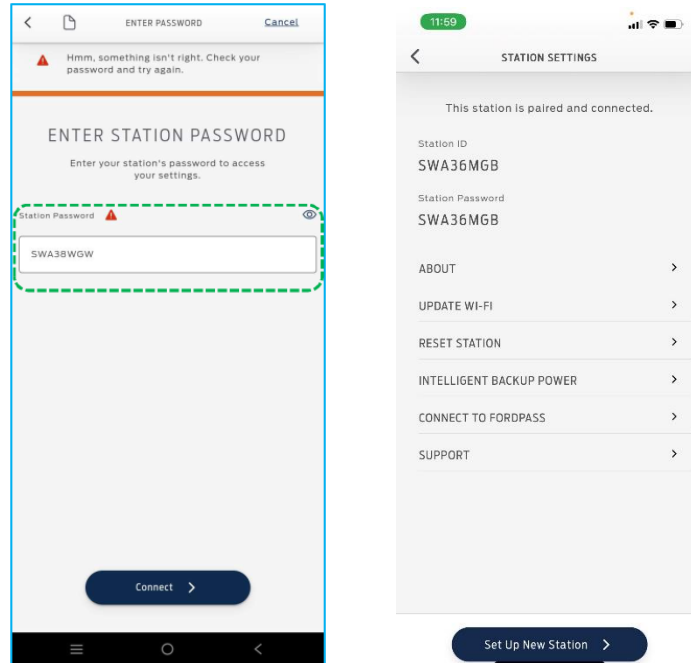 ENTER PASSWORD
Cancel
Hmm, something isn't right. Check your
password and try again.
ENTER STATION PASSWORD
Enter your station's password to access
your settings.
Station Password
SWA38WGW
Connect
11:59
STATION SETTINGS
This station is paired and connected.
Station ID
SWA36MGB
Station Password
SWA36MGB
ABOUT
UPDATE WI-FI
RESET STATION
INTELLIGENT BACKUP POWER
CONNECT TO FORDPASS
SUPPORT
Set Up New Station